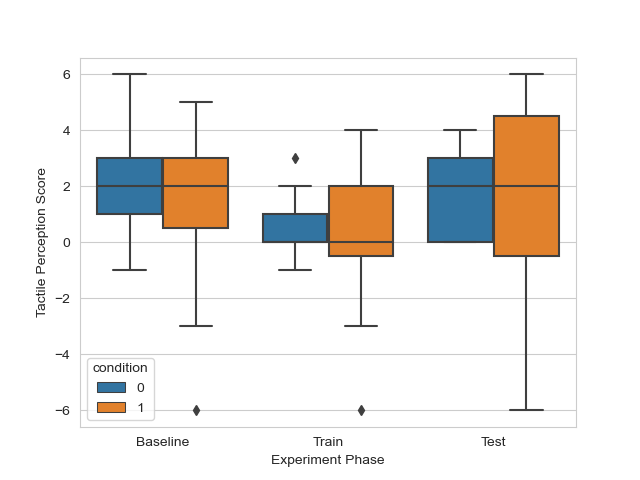 Tactile Perception Score
6
4
2
0
−2
−4
−6
condition
0
1
Baseline
Train
Test
Experiment Phase